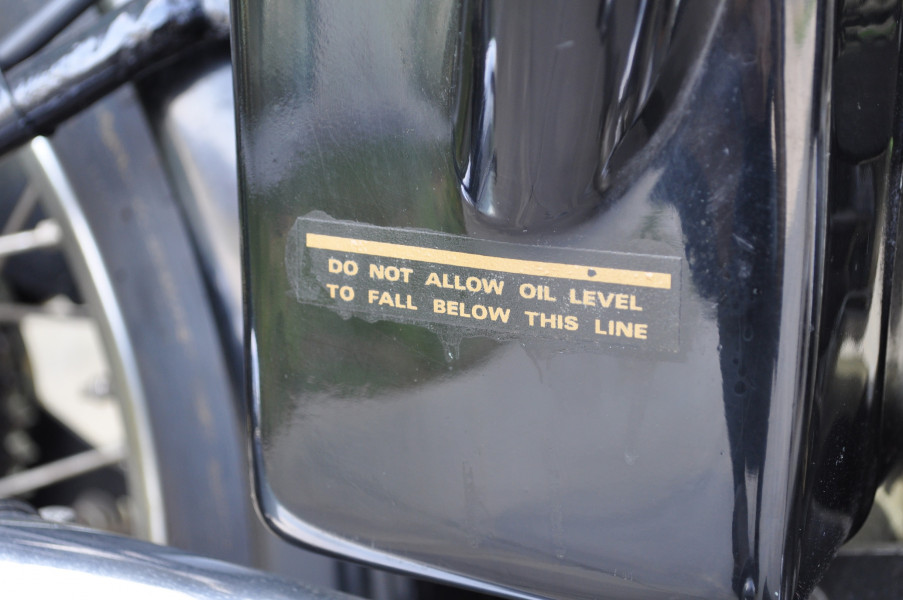 DO NOT ALLOW OIL LEVEL
TO FALL BELOW THIS LINE